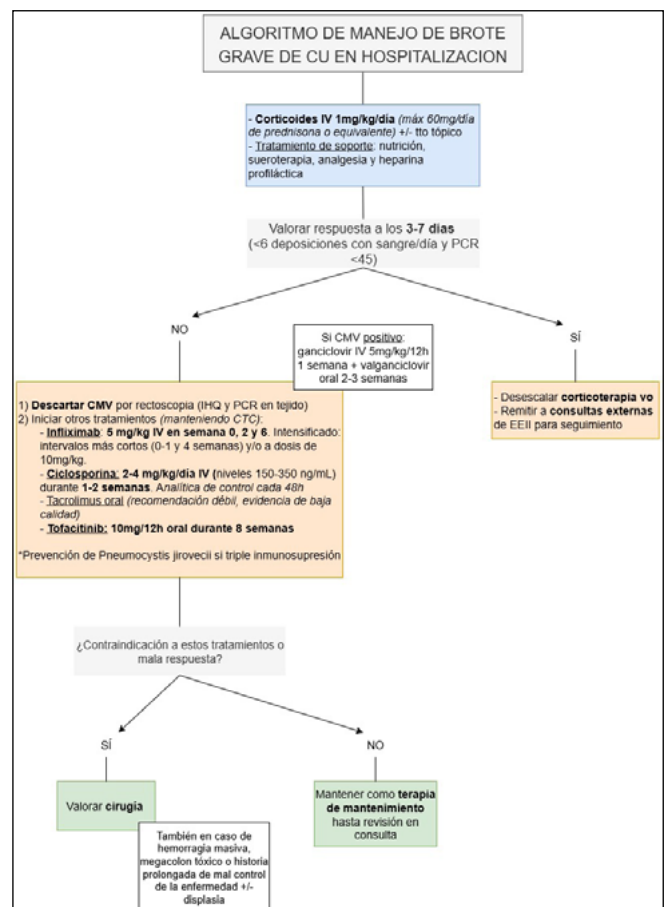 ALGORITMO DE MANEJO DE BROTE
GRAVE DE CU EN HOSPITALIZACION
- Corticoides IV 1mg/kg/día (máx 60mg/día
de prednisona o equivalente) +/- tto tópico
- Tratamiento de soporte: nutrición,
sueroterapia, analgesia y heparina
profiláctica
Valorar respuesta a los 3-7 días
(<6 deposiciones con sangre/día y PCR
<45)
NO
Si CMV positivo:
ganciclovir IV 5mg/kg/12h
1 semana + valganciclovir
oral 2-3 semanas
SÍ
1) Descartar CMV por rectoscopia (IHQ y PCR en tejido)
2) Iniciar otros tratamientos (manteniendo CTC):
- Infliximab: 5 mg/kg IV en semana 0, 2 y 6. Intensificado:
intervalos más cortos (0-1 y 4 semanas) y/o a dosis de
10mg/kg.
- Ciclosporina: 2-4 mg/kg/día IV (niveles 150-350 ng/mL)
durante 1-2 semanas. Analítica de control cada 48h
- Tacrolimus oral (recomendación débil, evidencia de baja
calidad)
- Tofacitinib: 10mg/12h oral durante 8 semanas
*Prevención de Pneumocystis jirovecii si triple inmunosupresión
- Desescalar corticoterapia vo
- Remitir a consultas externas
de EEII para seguimiento
¿Contraindicación a estos tratamientos o
mala respuesta?
SÍ
NO
Valorar cirugía
Mantener como terapia
de mantenimiento
hasta revisión en
consulta
También en caso de
hemorragia masiva,
megacolon tóxico o historia
prolongada de mal control
de la enfermedad +/-
displasia